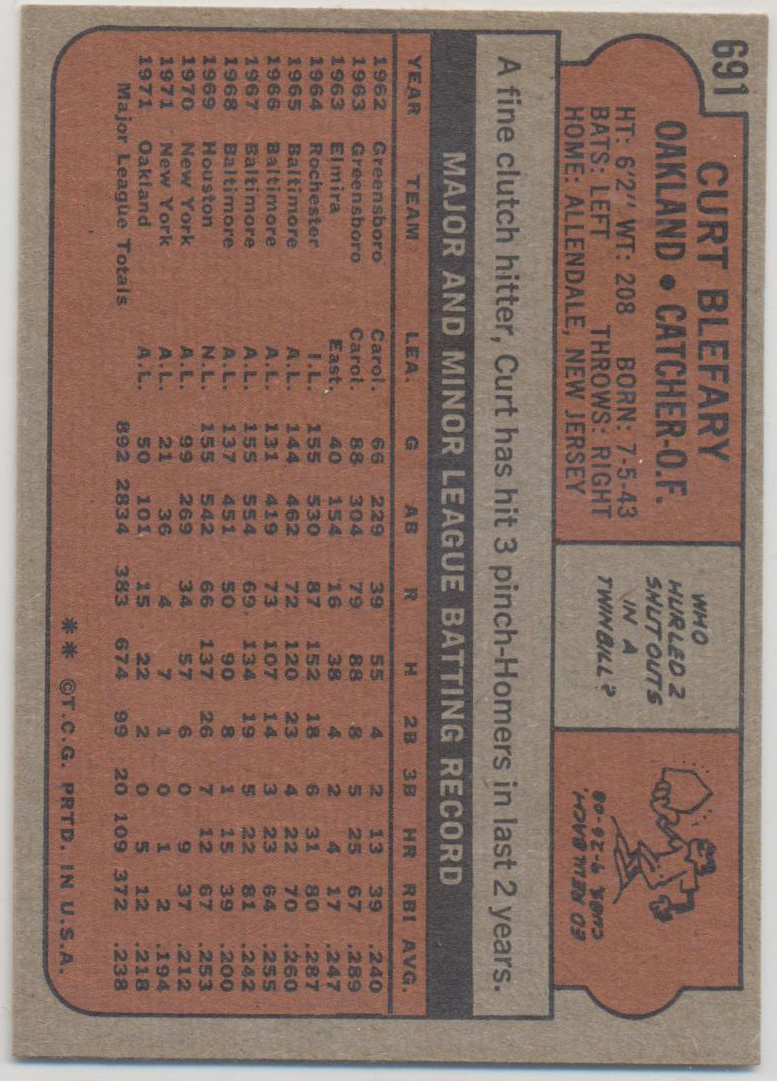 691
CURT BLEFARY
OAKLAND • CATCHER-O.F.
HT: 6'2" WT: 208 BORN: 7-5-43
BATS: LEFT THROWS: RIGHT
HOME: ALLENDALE, NEW JERSEY
WHO
HURLED 2
SHUTOUTS
IN A
TWINBILL?
ED REULBACH,
CUBS, 9-26-08
A fine clutch hitter, Curt has hit 3 pinch-Homers in last 2 years.
MAJOR AND MINOR LEAGUE BATTING RECORD
YEAR TEAM LEA. G AB R H 2B 3B HR RBI AVG.
1962 Greensboro Carol. 66 229 39 55 4 2 13 39 .240
1963 Greensboro Carol. 88 304 79 88 8 5 25 67 .289
1963 Elmira East. 40 154 16 38 4 2 4 17 .247
1964 Rochester I.L. 155 530 87 152 18 6 31 80 .287
1965 Baltimore A.L. 144 462 72 120 23 4 22 70 .260
1966 Baltimore A.L. 131 419 73 107 14 3 23 64 .255
1967 Baltimore A.L. 155 554 69 134 19 5 22 81 .242
1968 Baltimore A.L. 137 451 50 90 8 1 15 39 .200
1969 Houston N.L. 155 542 66 137 26 7 12 67 .253
1970 New York A.L. 99 269 34 57 6 0 9 37 .212
1971 New York A.L. 21 36 4 7 1 0 1 2 .194
1971 Oakland A.L. 50 101 15 22 2 0 5 12 .218
Major League Totals 892 2834 383 674 99 20 109 372 .238
** ©T.C.G. PRTD. IN U.S.A.